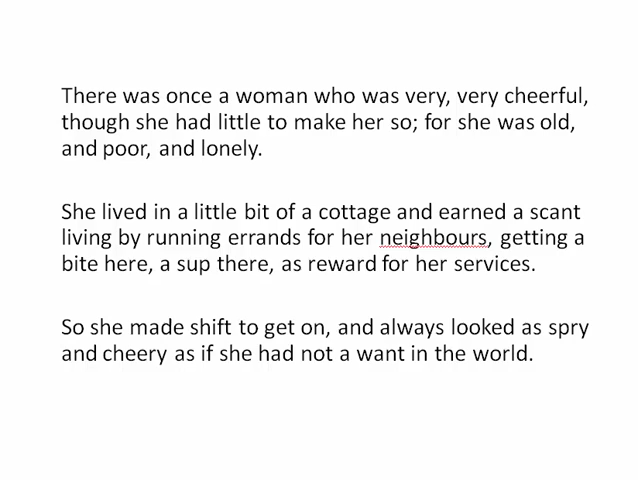 There was once a woman who was very, very cheerful,
though she had little to make her so; for she was old,
and poor, and lonely.
She lived in a little bit of a cottage and earned a scant
living by running errands for her neighbours, getting a
bite here, a sup there, as reward for her services.
So she made shift to get on, and always looked as spry
and cheery as if she had not a want in the world.